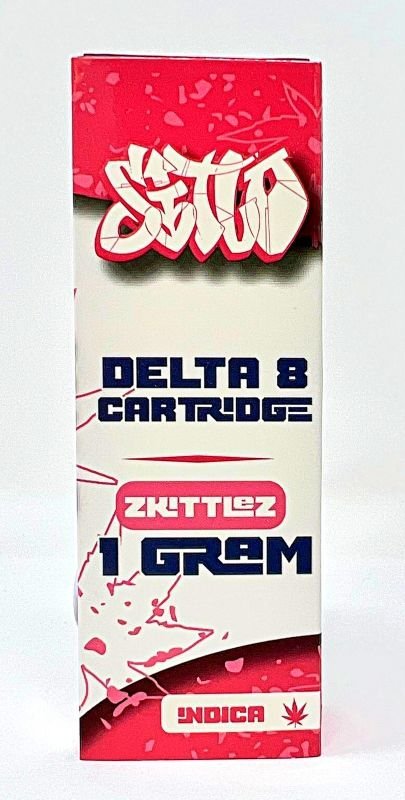 DELTA 8
CARTRIDGE
ZKITTLEZ
1 GRAM
INDICA